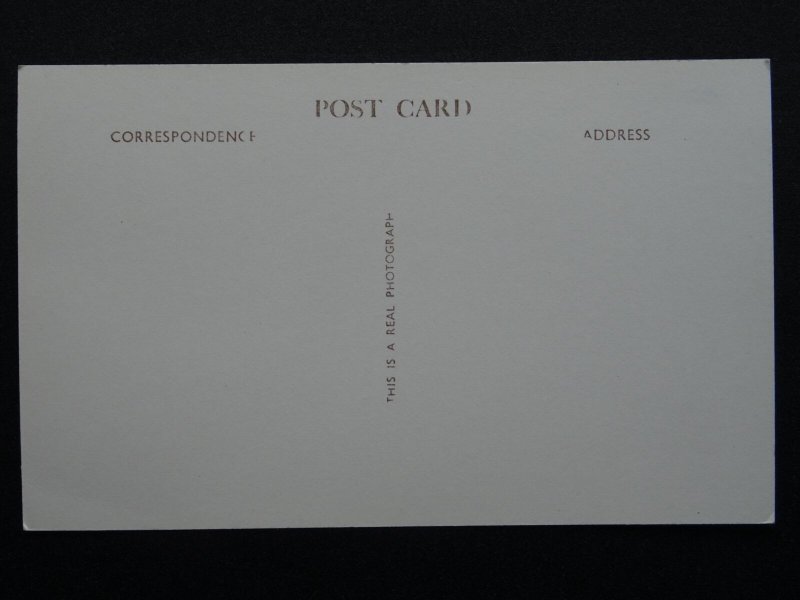 POST CARD
CORRESPONDENCE
ADDRESS
THIS IS A REAL PHOTOGRAPH